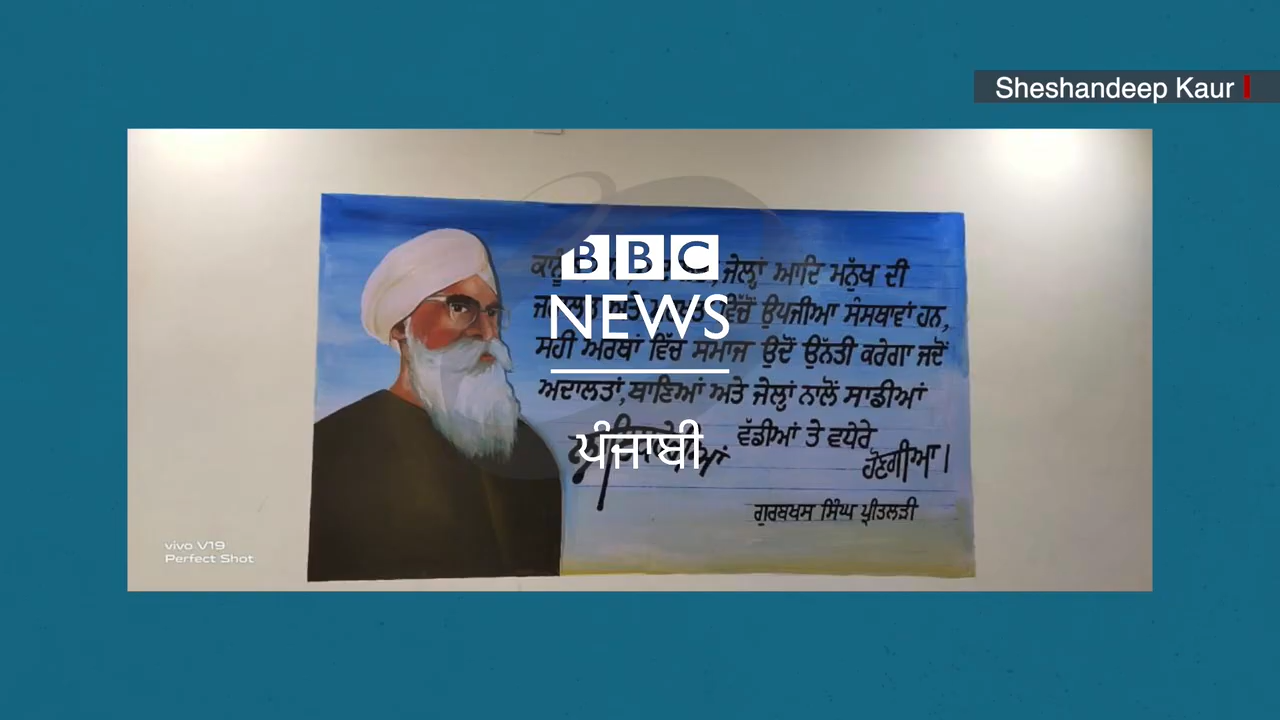 Sheshandeep Kaur
BBC
NEWS
ਪੰਜਾਬੀ
ਜੇਲ੍ਹਾਂ ਆਦਿ ਮਨੁੱਖ ਦੀ
ਵਿੱਚੋਂ ਉਪਜੀਆ ਸੰਸਥਾਵਾਂ ਹਨ,
ਸਹੀ ਅਰਥਾਂ ਵਿੱਚ ਸਮਾਜ ਉਦੋਂ ਉੱਨਤੀ ਕਰੇਗਾ ਜਦੋਂ
ਅਦਾਲਤਾਂ, ਥਾਣਿਆਂ ਅਤੇ ਜੇਲ੍ਹਾਂ ਨਾਲੋਂ ਸਾਡੀਆਂ
ਵੱਡੀਆਂ ਤੇ ਵਧੇਰੇ
ਹੋਣਗੀਆ।
ਗੁਰਬਖਸ ਸਿੰਘ ਪ੍ਰੀਤਲੜੀ
vivo V19
Perfect Shot